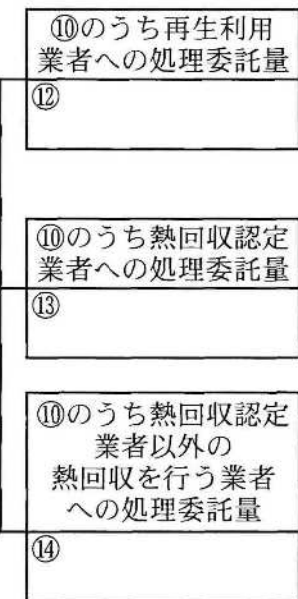 ⑩のうち再生利用
業者への処理委託量
⑫
⑩のうち熱回収認定
業者への処理委託量
⑬
⑩のうち熱回収認定
業者以外の
熱回収を行う業者
への処理委託量
⑭